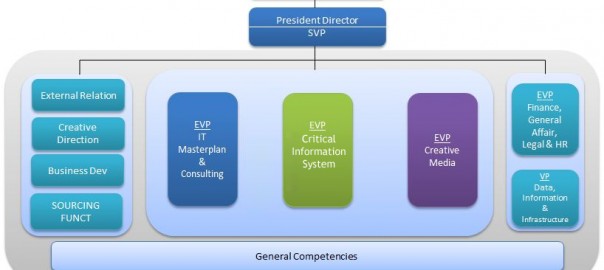 President Director
SVP
External Relation
Creative
Direction
Business Dev
SOURCING
FUNCT
EVP
IT
Masterplan
&
Consulting
EVP
Critical
Information
System
EVP
Creative
Media
EVP
Finance,
General
Affair,
Legal & HR
VP
Data,
Information
&
Infrastructure
General Competencies